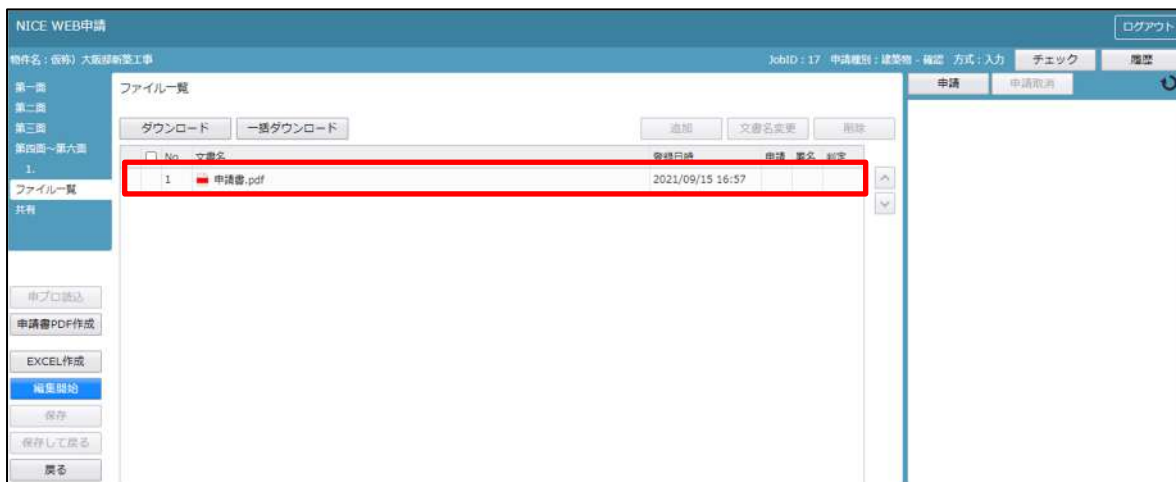 NICE WEB申請
ログアウト
物件名：仮称）大阪邸新築工事
JobID：17 申請種別：建築物 - 確認 方式：入力
チェック
履歴
第一面
第二面
第三面
第四面～第六面
1.
ファイル一覧
共有
申プロ読込
申請書PDF作成
EXCEL作成
編集開始
保存
保存して戻る
戻る
ファイル一覧
ダウンロード 一括ダウンロード 追加 文書名変更 削除
No 文書名 登録日時 申請 署名 判定
1 申請書.pdf 2021/09/15 16:57
申請 申請取消